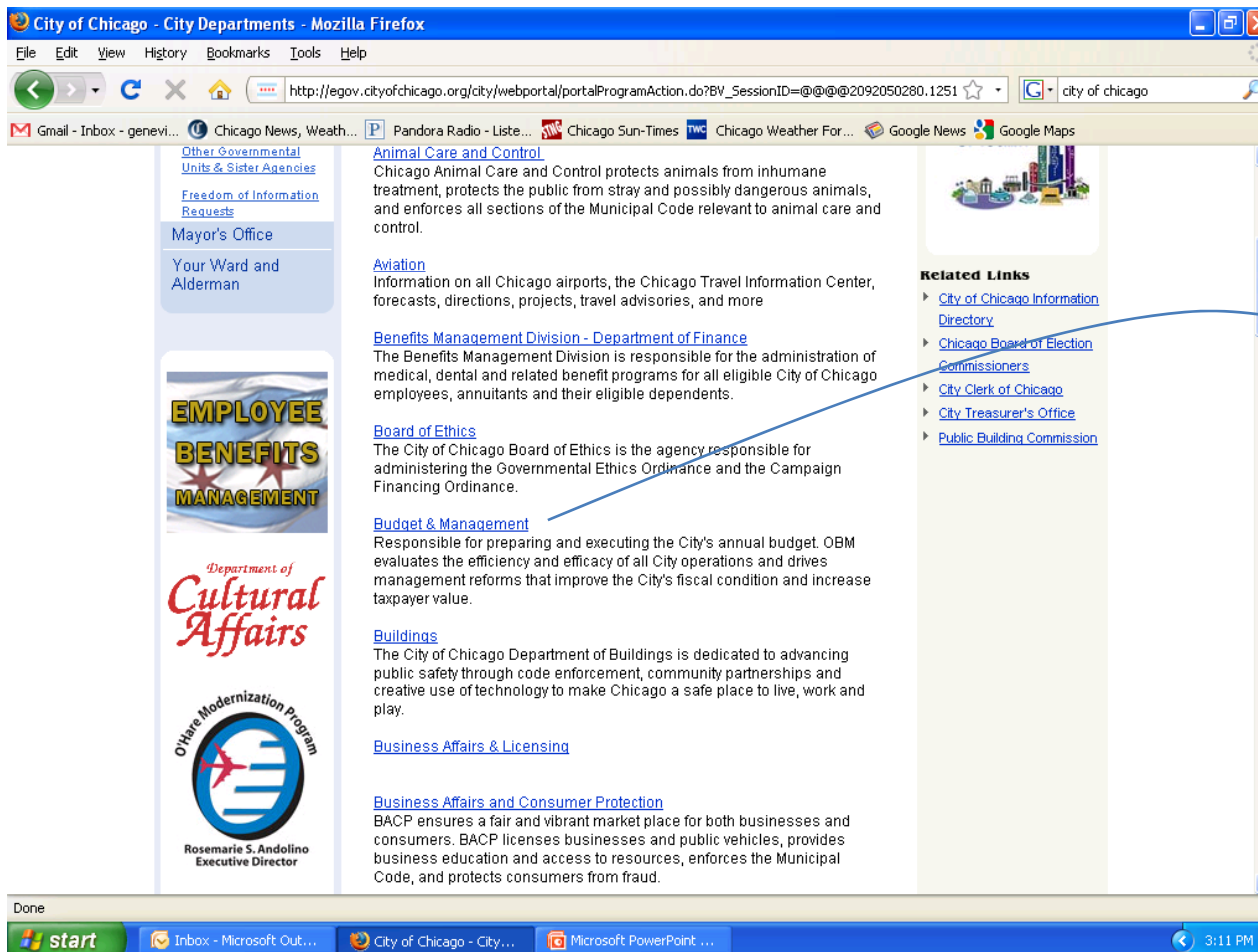 City of Chicago - City Departments - Mozilla Firefox
File Edit View History Bookmarks Tools Help
http://egov.cityofchicago.org/city/webportal/portalProgramAction.do?BV_SessionID=@@@@2092050280.1251
city of chicago
Gmail - Inbox - genevi... Chicago News, Weath... Pandora Radio - Liste... Chicago Sun-Times Chicago Weather For... Google News Google Maps
Other Governmental
Units & Sister Agencies
Freedom of Information
Requests
Mayor's Office
Your Ward and
Alderman
EMPLOYEE
BENEFITS
MANAGEMENT
Department of
Cultural
Affairs
O'Hare Modernization Program
Rosemarie S. Andolino
Executive Director
Animal Care and Control
Chicago Animal Care and Control protects animals from inhumane
treatment, protects the public from stray and possibly dangerous animals,
and enforces all sections of the Municipal Code relevant to animal care and
control.
Aviation
Information on all Chicago airports, the Chicago Travel Information Center,
forecasts, directions, projects, travel advisories, and more
Benefits Management Division - Department of Finance
The Benefits Management Division is responsible for the administration of
medical, dental and related benefit programs for all eligible City of Chicago
employees, annuitants and their eligible dependents.
Board of Ethics
The City of Chicago Board of Ethics is the agency responsible for
administering the Governmental Ethics Ordinance and the Campaign
Financing Ordinance.
Budget & Management
Responsible for preparing and executing the City's annual budget. OBM
evaluates the efficiency and efficacy of all City operations and drives
management reforms that improve the City's fiscal condition and increase
taxpayer value.
Buildings
The City of Chicago Department of Buildings is dedicated to advancing
public safety through code enforcement, community partnerships and
creative use of technology to make Chicago a safe place to live, work and
play.
Business Affairs & Licensing
Business Affairs and Consumer Protection
BACP ensures a fair and vibrant market place for both businesses and
consumers. BACP licenses businesses and public vehicles, provides
business education and access to resources, enforces the Municipal
Code, and protects consumers from fraud.
Related Links
City of Chicago Information
Directory
Chicago Board of Election
Commissioners
City Clerk of Chicago
City Treasurer's Office
Public Building Commission
Done
start Inbox - Microsoft Out... City of Chicago - City... Microsoft PowerPoint ... 3:11 PM